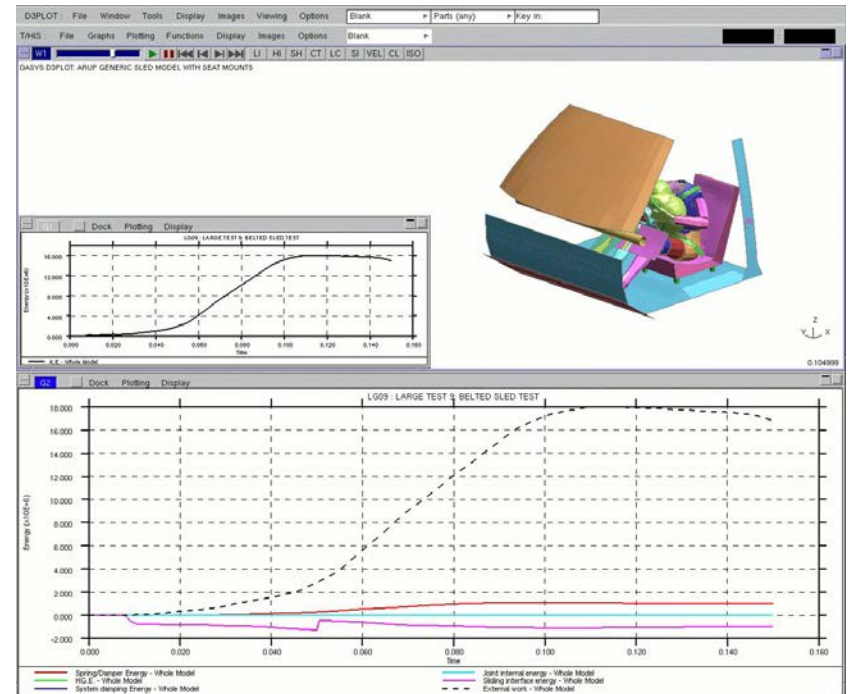 D3PLOT : File Window Tools Display Images Viewing Options Blank Parts (any) Key in:
T/HIS : File Graphs Plotting Functions Display Images Options Blank
W1 LI HI SH CT LC SI VEL CL ISO
OASYS D3PLOT: ARUP GENERIC SLED MODEL WITH SEAT MOUNTS
Dock Plotting Display
LG09 : LARGE TEST 9: BELTED SLED TEST
16.000
12.000
8.000
4.000
0.000
Energy (x10E+6)
0.000 0.020 0.040 0.060 0.080 0.100 0.120 0.140 0.160
Time
K.E. - Whole Model
Z
Y X
0.104999
G2 Dock Plotting Display
LG09 : LARGE TEST 9: BELTED SLED TEST
18.000
16.000
14.000
12.000
10.000
8.000
6.000
4.000
2.000
0.000
-2.000
Energy (x10E+6)
0.000 0.020 0.040 0.060 0.080 0.100 0.120 0.140 0.160
Time
Spring/Damper Energy - Whole Model Joint internal energy - Whole Model
HG.E. - Whole Model Sliding interface energy - Whole Model
System damping Energy - Whole Model External work - Whole Model